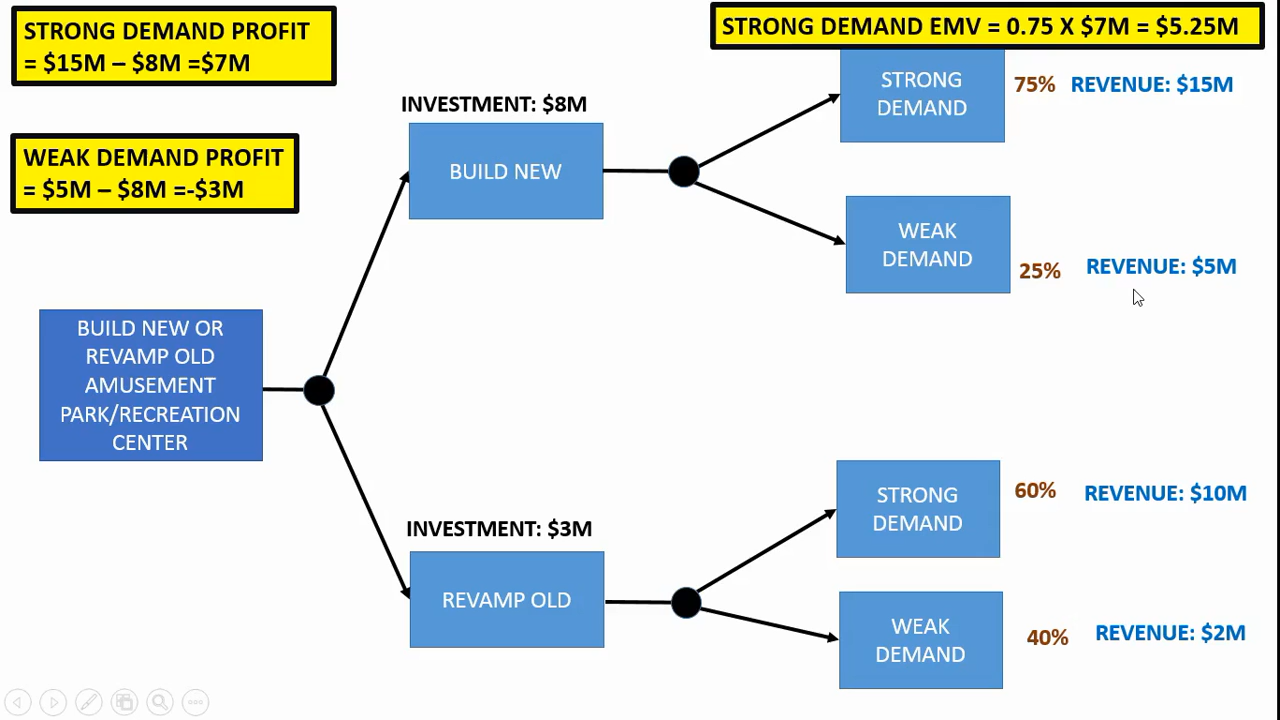 STRONG DEMAND PROFIT
= $15M – $8M =$7M
STRONG DEMAND EMV = 0.75 X $7M = $5.25M
WEAK DEMAND PROFIT
= $5M – $8M =-$3M
INVESTMENT: $8M
BUILD NEW
STRONG
DEMAND
75%
REVENUE: $15M
WEAK
DEMAND
25%
REVENUE: $5M
BUILD NEW OR
REVAMP OLD
AMUSEMENT
PARK/RECREATION
CENTER
INVESTMENT: $3M
REVAMP OLD
STRONG
DEMAND
60%
REVENUE: $10M
WEAK
DEMAND
40%
REVENUE: $2M